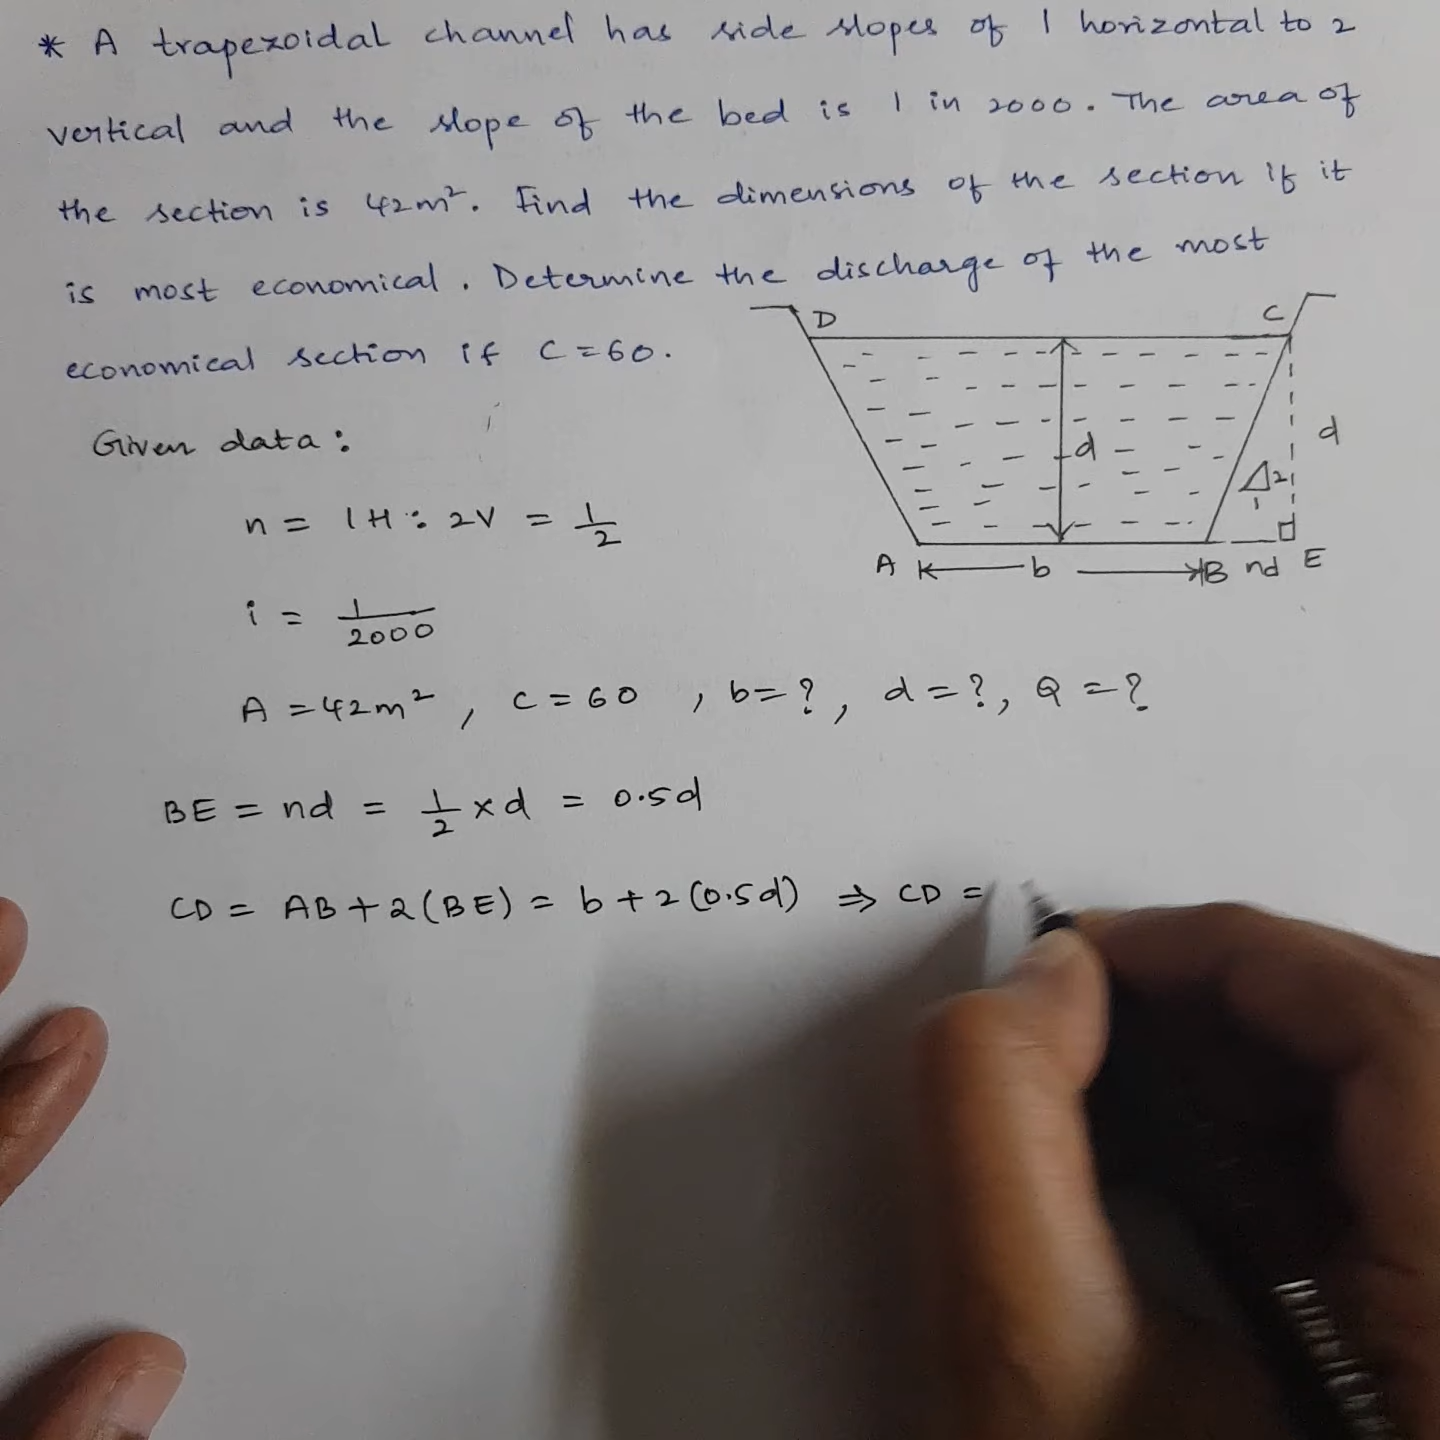 * A trapezoidal channel has side slopes of 1 horizontal to 2
vertical and the slope of the bed is 1 in 2000. The area of
the section is 42m². Find the dimensions of the section if it
is most economical. Determine the discharge of the most
economical section if C=60.
D C
Given data:
d
d
2
1
n = 1H : 2V = 1/2
A b B nd E
i = 1/2000
A = 42m², C = 60, b=?, d=?, Q=?
BE = nd = 1/2 × d = 0.5d
CD = AB + 2(BE) = b + 2(0.5d) ⇒ CD =